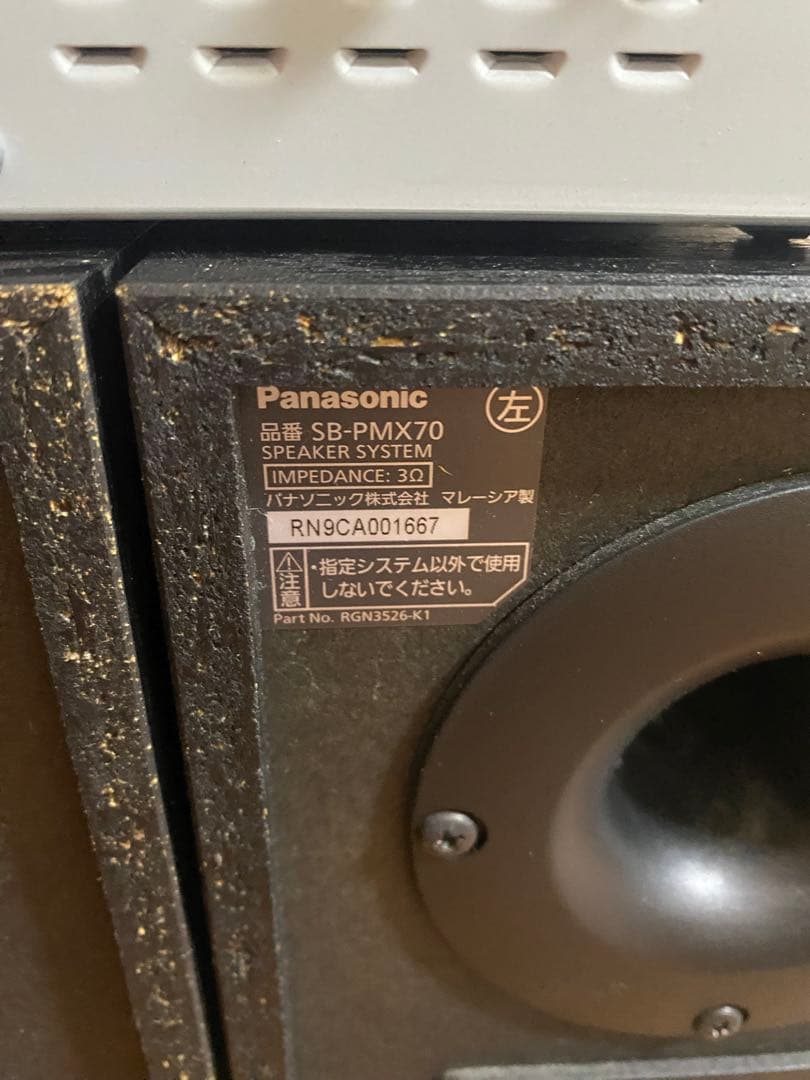 Panasonic 左
品番 SB-PMX70
SPEAKER SYSTEM
IMPEDANCE: 3Ω
パナソニック株式会社 マレーシア製
RN9CA001667
注意 ・指定システム以外で使用
しないでください。
Part No. RGN3526-K1